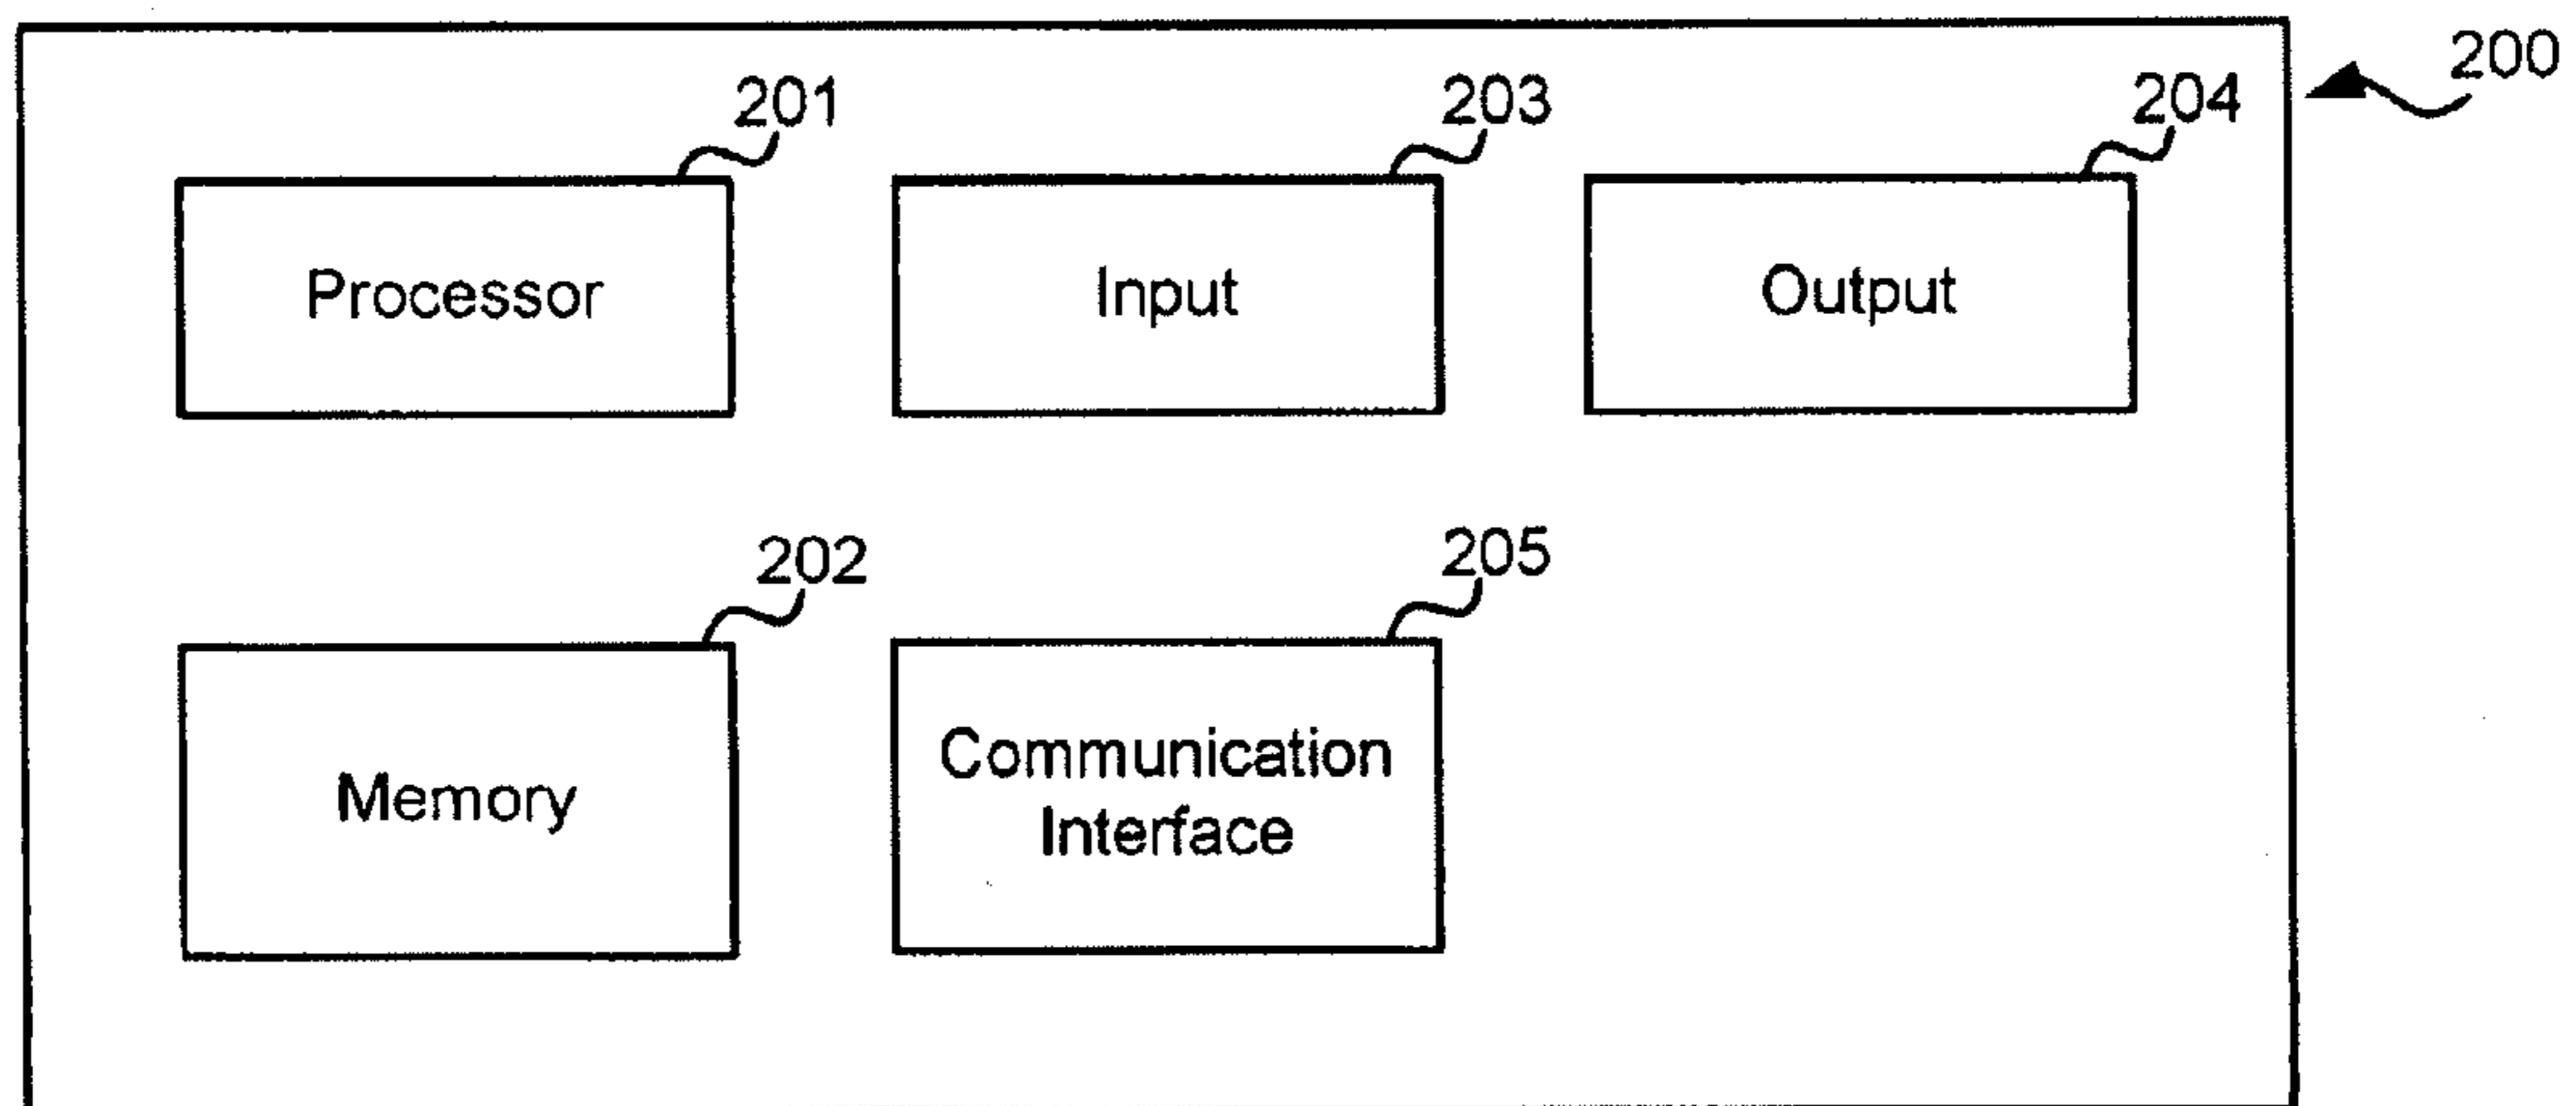 200
201
203
204
Processor
Input
Output
202
205
Memory
Communication
Interface